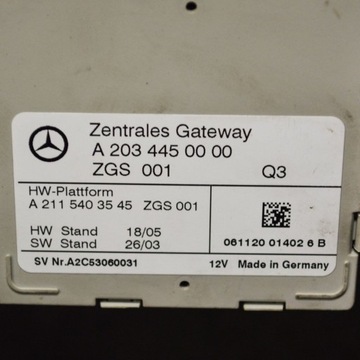 Zentrales Gateway
A 203 445 00 00
ZGS 001 Q3
HW-Plattform
A 211 540 35 45 ZGS 001
HW Stand 18/05
SW Stand 26/03
061120 01402 6 B
SV Nr.A2C53060031 12V Made in Germany